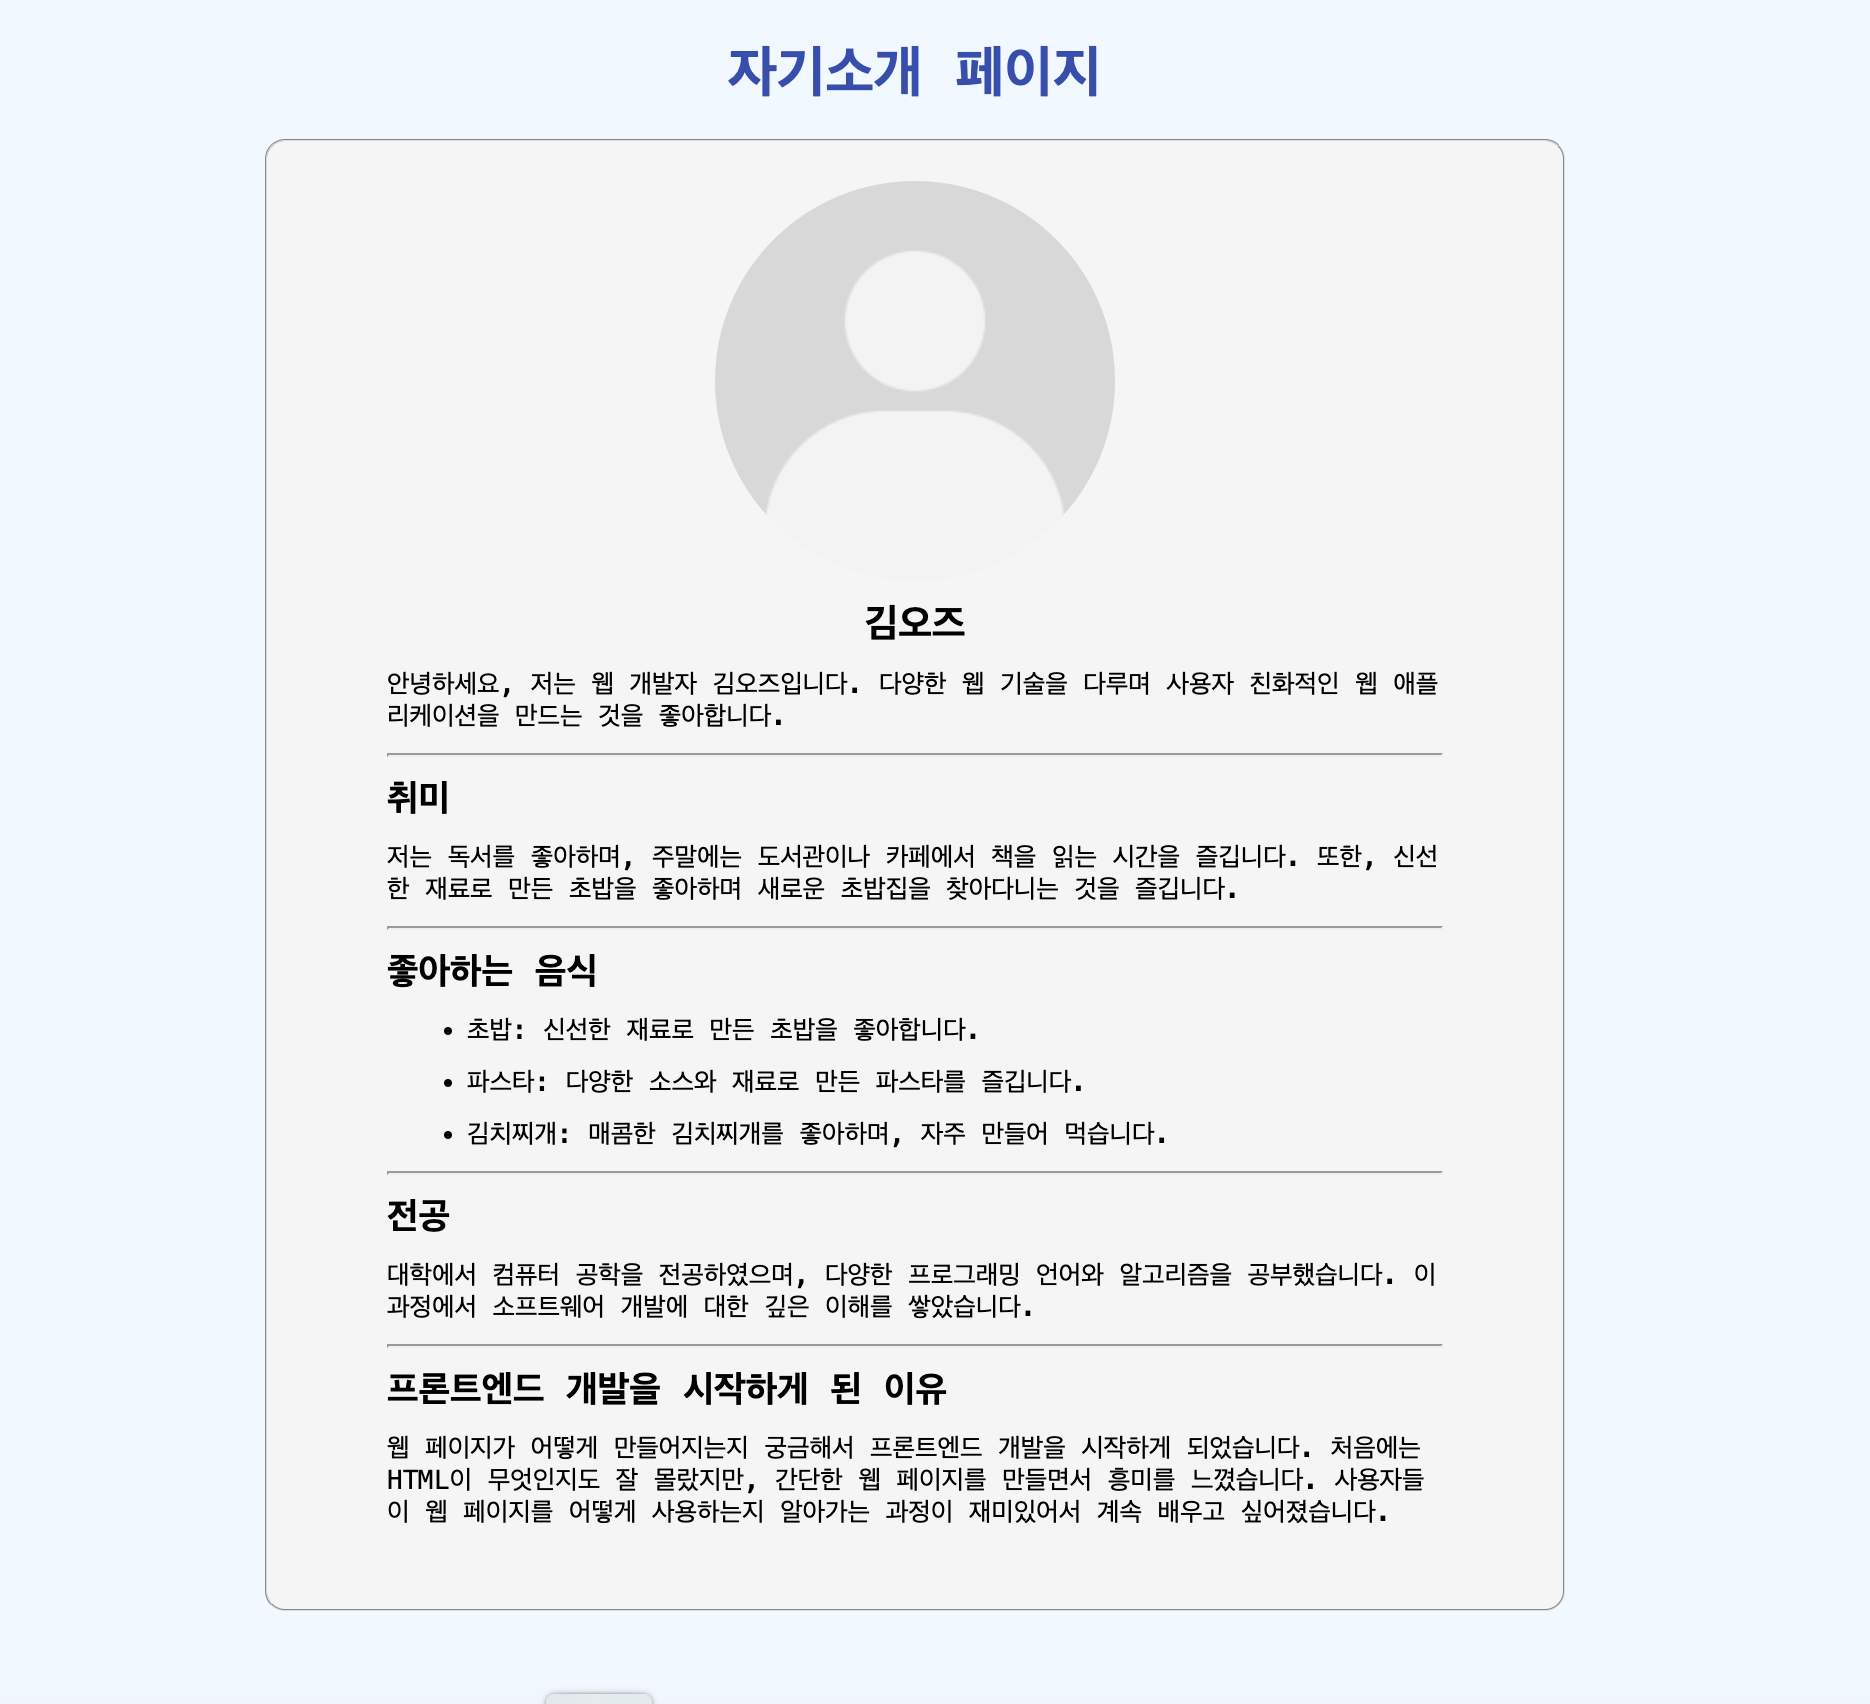 자기소개 페이지
김오즈
안녕하세요, 저는 웹 개발자 김오즈입니다. 다양한 웹 기술을 다루며 사용자 친화적인 웹 애플
리케이션을 만드는 것을 좋아합니다.
취미
저는 독서를 좋아하며, 주말에는 도서관이나 카페에서 책을 읽는 시간을 즐깁니다. 또한, 신선
한 재료로 만든 초밥을 좋아하며 새로운 초밥집을 찾아다니는 것을 즐깁니다.
좋아하는 음식
• 초밥: 신선한 재료로 만든 초밥을 좋아합니다.
• 파스타: 다양한 소스와 재료로 만든 파스타를 즐깁니다.
• 김치찌개: 매콤한 김치찌개를 좋아하며, 자주 만들어 먹습니다.
전공
대학에서 컴퓨터 공학을 전공하였으며, 다양한 프로그래밍 언어와 알고리즘을 공부했습니다. 이
과정에서 소프트웨어 개발에 대한 깊은 이해를 쌓았습니다.
프론트엔드 개발을 시작하게 된 이유
웹 페이지가 어떻게 만들어지는지 궁금해서 프론트엔드 개발을 시작하게 되었습니다. 처음에는
HTML이 무엇인지도 잘 몰랐지만, 간단한 웹 페이지를 만들면서 흥미를 느꼈습니다. 사용자들
이 웹 페이지를 어떻게 사용하는지 알아가는 과정이 재미있어서 계속 배우고 싶어졌습니다.